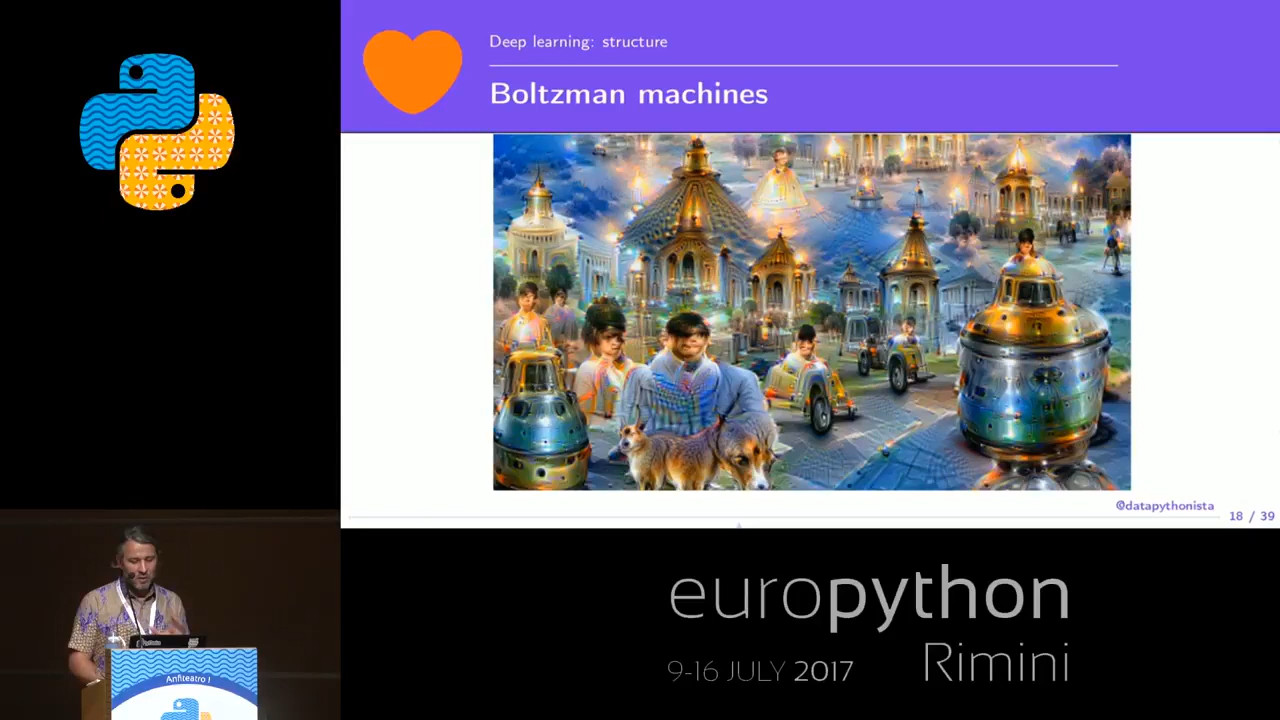 Deep learning: structure
Boltzman machines
@datapythonista
18 / 39
Anfiteatro I
europython
9-16 JULY 2017
Rimini